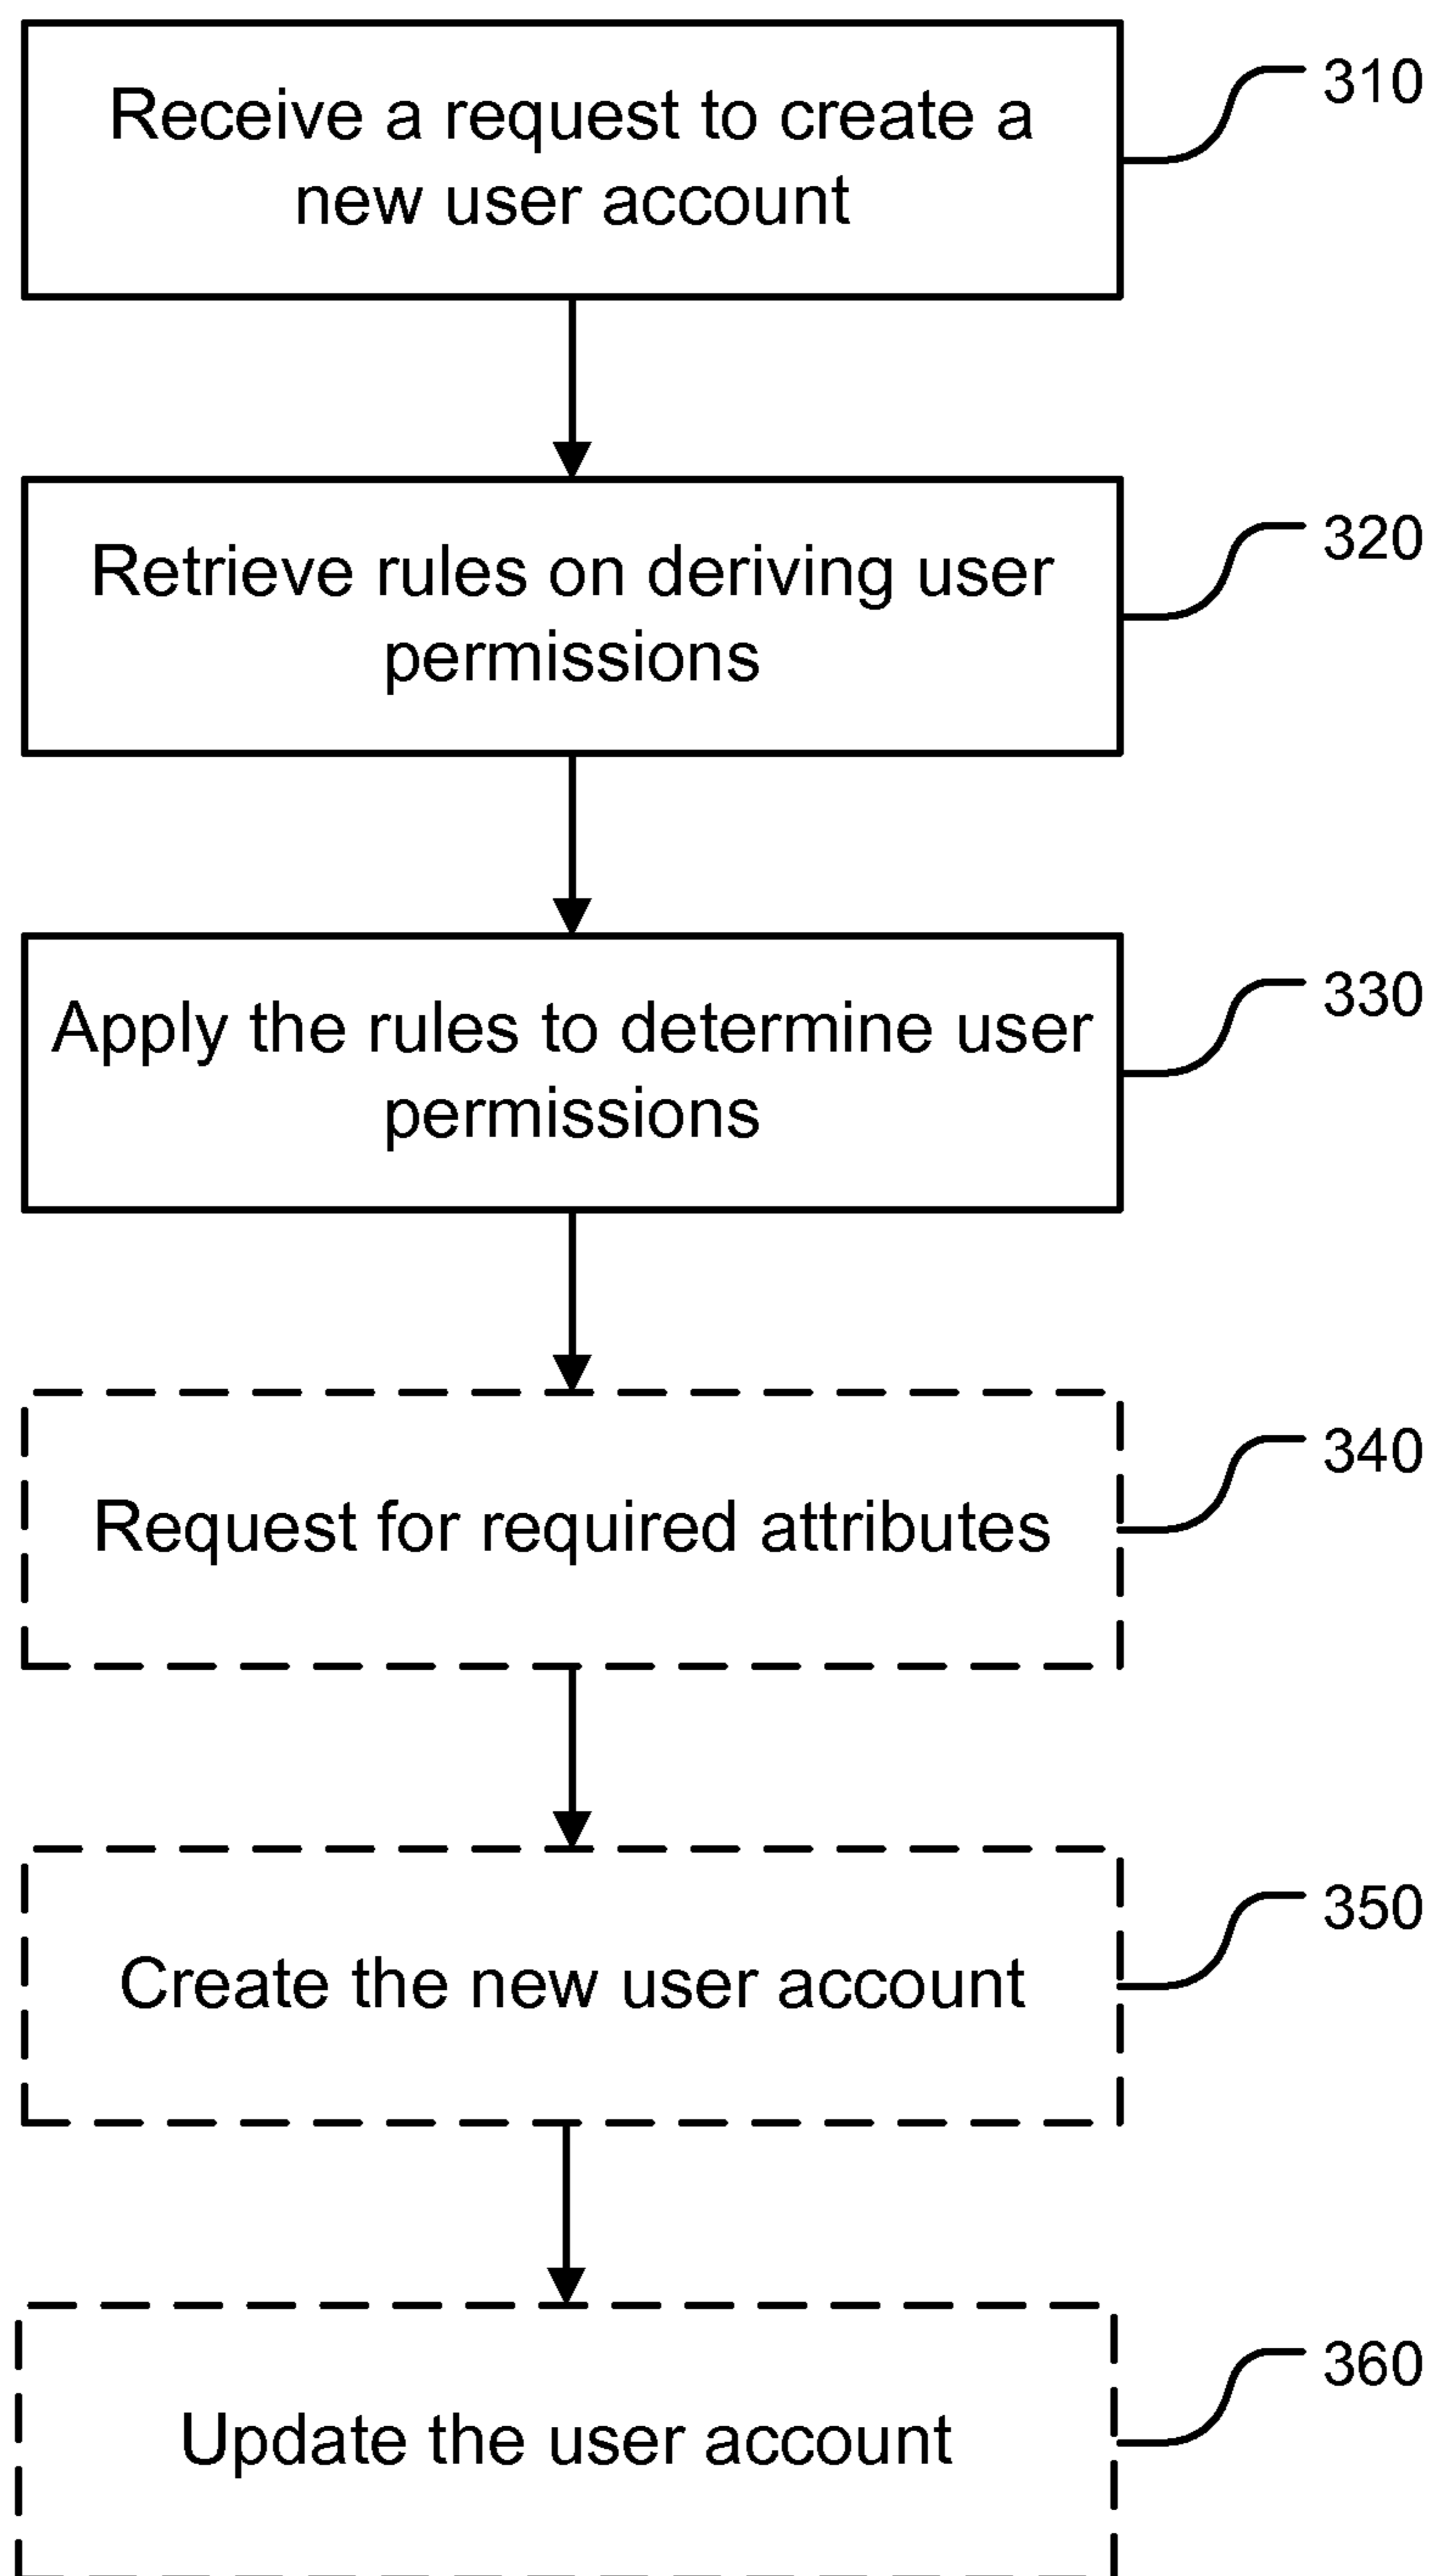 Receive a request to create a
new user account
310
Retrieve rules on deriving user
permissions
320
Apply the rules to determine user
permissions
330
Request for required attributes
340
Create the new user account
350
Update the user account
360